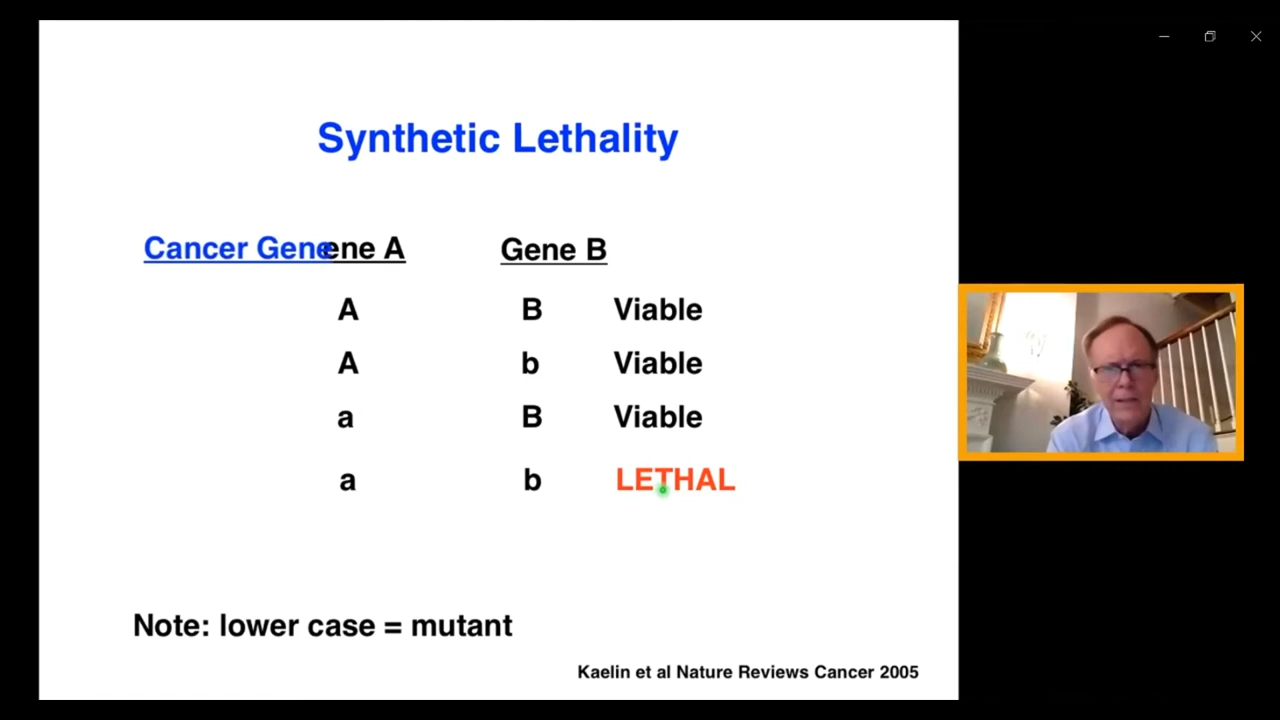 Synthetic Lethality
Cancer Gene ene A Gene B
A B Viable
A b Viable
a B Viable
a b LETHAL
Note: lower case = mutant
Kaelin et al Nature Reviews Cancer 2005